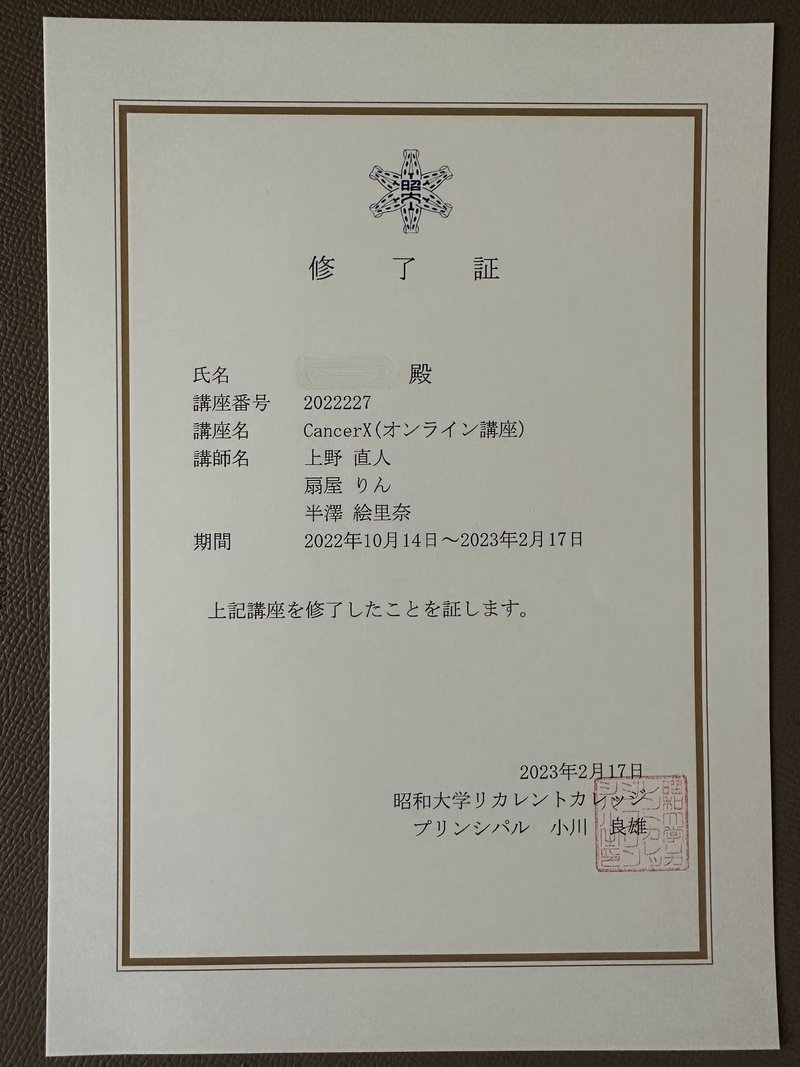 昭大
修了証
氏名 殿
講座番号 2022227
講座名 CancerX(オンライン講座)
講師名 上野 直人
扇屋 りん
半澤 絵里奈
期間 2022年10月14日～2023年2月17日
上記講座を修了したことを証します。
2023年2月17日
昭和大学リカレントカレッジ
プリンシパル 小川 良雄